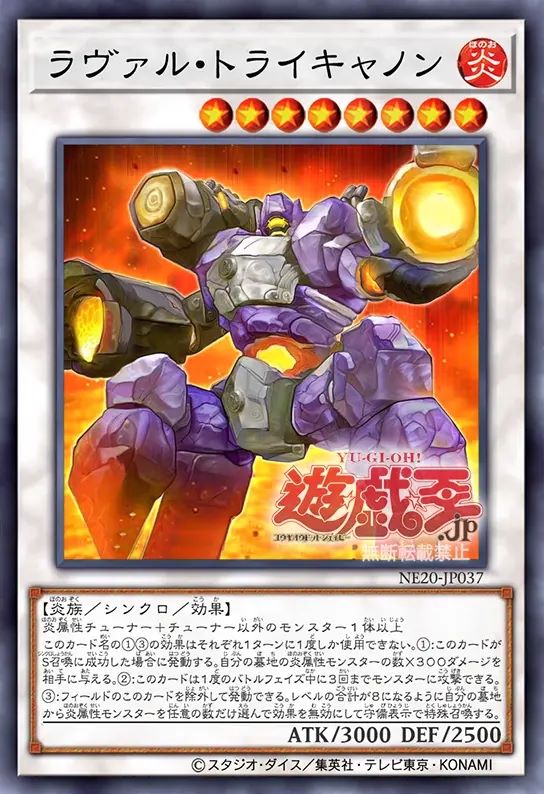 ラヴァル・トライキャノン
ほのお
炎
YU-GI-OH!
遊戯王.jp
無断転載禁止
NE20-JP037
【炎族／シンクロ／効果】
炎属性チューナー＋チューナー以外のモンスター１体以上
このカード名の①③の効果はそれぞれ１ターンに１度しか使用できない。①：このカードが
S召喚に成功した場合に発動する。自分の墓地の炎属性モンスターの数×３００ダメージを
相手に与える。②：このカードは１度のバトルフェイズ中に３回までモンスターに攻撃できる。
③：フィールドのこのカードを除外して発動できる。レベルの合計が８になるように自分の墓地
から炎属性モンスターを任意の数だけ選んで効果を無効にして守備表示で特殊召喚する。
ATK/3000 DEF/2500
©スタジオ・ダイス／集英社・テレビ東京・KONAMI